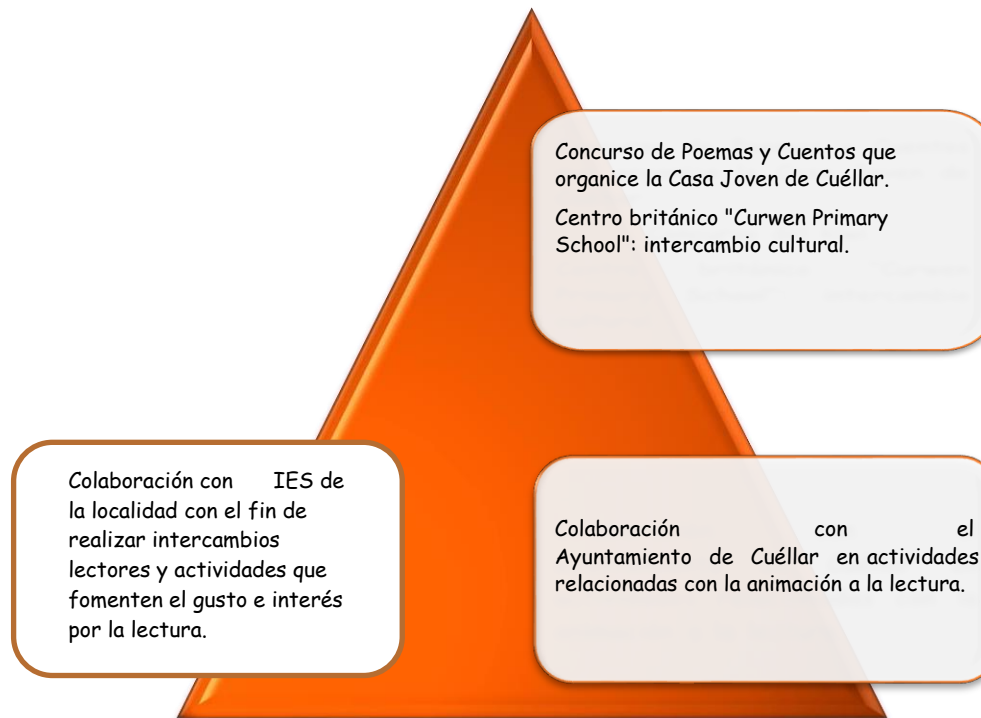 Concurso de Poemas y Cuentos que
organice la Casa Joven de Cuéllar.
Centro británico "Curwen Primary
School": intercambio cultural.
Colaboración con IES de
la localidad con el fin de
realizar intercambios
lectores y actividades que
fomenten el gusto e interés
por la lectura.
Colaboración con el
Ayuntamiento de Cuéllar en actividades
relacionadas con la animación a la lectura.